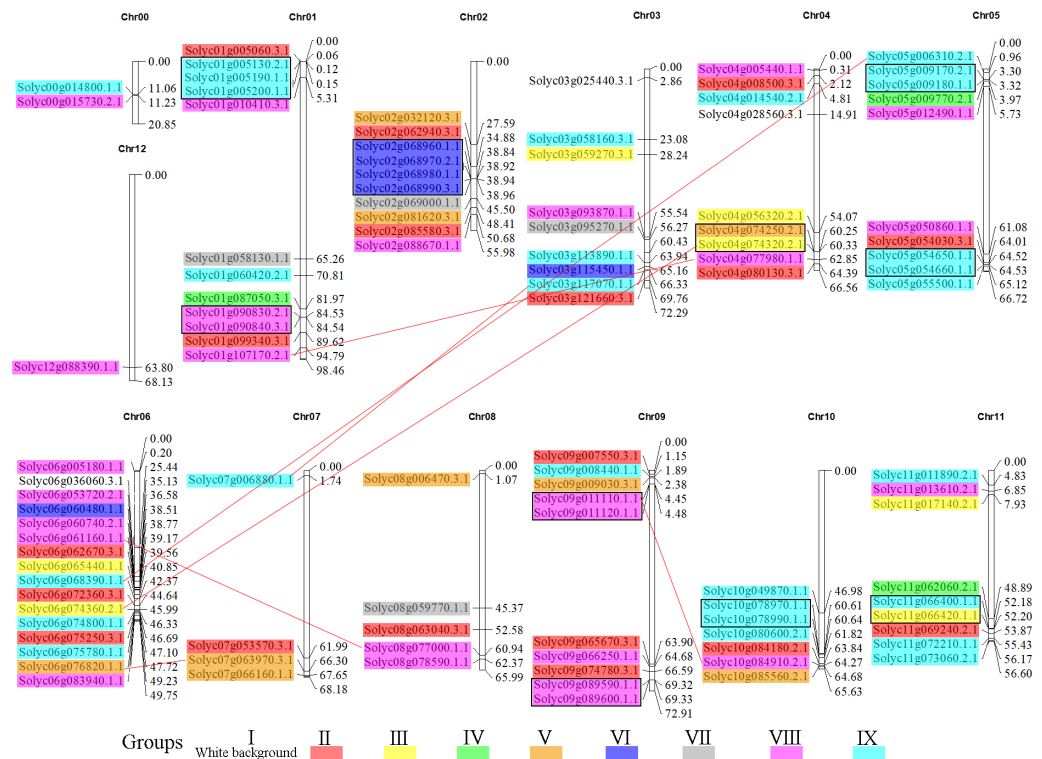 Chr00
0.00
Solyc00g014800.1.1 11.06
Solyc00g015730.2.1 11.23
20.85
Chr12
0.00
Solyc12g088390.1.1 63.80
68.13
Chr01
0.00
Solyc01g005060.3.1 0.06
Solyc01g005130.2.1 0.12
Solyc01g005190.1.1 0.15
Solyc01g005200.1.1 5.31
Solyc01g010410.3.1
Solyc01g058130.1.1 65.26
Solyc01g060420.2.1 70.81
Solyc01g087050.3.1 81.97
Solyc01g090830.2.1 84.53
Solyc01g090840.3.1 84.54
Solyc01g099340.3.1 89.62
Solyc01g107170.2.1 94.79
98.46
Chr02
0.00
Solyc02g032120.3.1 27.59
Solyc02g062940.3.1 34.88
Solyc02g068960.1.1 38.84
Solyc02g068970.2.1 38.92
Solyc02g068980.1.1 38.94
Solyc02g068990.3.1 38.96
Solyc02g069000.1.1 45.50
Solyc02g081620.3.1 48.41
Solyc02g085580.3.1 50.68
Solyc02g088670.1.1 55.98
Chr03
0.00
Solyc03g025440.3.1 2.86
Solyc03g058160.3.1 23.08
Solyc03g059270.3.1 28.24
Solyc03g093870.1.1 55.54
Solyc03g095270.1.1 56.27
60.43
Solyc03g113890.1.1 63.94
Solyc03g115450.1.1 65.16
Solyc03g117070.1.1 66.33
Solyc03g121660.3.1 69.76
72.29
Chr04
0.00
Solyc04g005440.1.1 0.31
Solyc04g008500.3.1 2.12
Solyc04g014540.2.1 4.81
Solyc04g028560.3.1 14.91
Solyc04g056320.2.1 54.07
Solyc04g074250.2.1 60.25
Solyc04g074320.2.1 60.33
Solyc04g077980.1.1 62.85
Solyc04g080130.3.1 64.39
66.56
Chr05
0.00
Solyc05g006310.2.1 0.96
Solyc05g009170.2.1 3.30
Solyc05g009180.1.1 3.32
Solyc05g009770.2.1 3.97
Solyc05g012490.1.1 5.73
Solyc05g050860.1.1 61.08
Solyc05g054030.3.1 64.01
Solyc05g054650.1.1 64.52
Solyc05g054660.1.1 64.53
Solyc05g055500.1.1 65.12
66.72
Chr06
0.00
0.20
Solyc06g005180.1.1 25.44
Solyc06g036060.3.1 35.13
Solyc06g053720.2.1 36.58
Solyc06g060480.1.1 38.51
Solyc06g060740.2.1 38.77
Solyc06g061160.1.1 39.17
Solyc06g062670.3.1 39.56
Solyc06g065440.1.1 40.85
Solyc06g068390.1.1 42.37
Solyc06g072360.3.1 44.64
Solyc06g074360.2.1 45.99
Solyc06g074800.1.1 46.33
Solyc06g075250.3.1 46.69
Solyc06g075780.1.1 47.10
Solyc06g076820.1.1 47.72
Solyc06g083940.1.1 49.23
49.75
Chr07
0.00
Solyc07g006880.1.1 1.74
Solyc07g053570.3.1 61.99
Solyc07g063970.3.1 66.30
Solyc07g066160.1.1 67.65
68.18
Chr08
0.00
Solyc08g006470.3.1 1.07
Solyc08g059770.1.1 45.37
Solyc08g063040.3.1 52.58
Solyc08g077000.1.1 60.94
Solyc08g078590.1.1 62.37
65.99
Chr09
0.00
Solyc09g007550.3.1 1.15
Solyc09g008440.1.1 1.89
Solyc09g009030.3.1 2.38
Solyc09g011110.1.1 4.45
Solyc09g011120.1.1 4.48
Solyc09g065670.3.1 63.90
Solyc09g066250.1.1 64.68
Solyc09g074780.3.1 66.59
Solyc09g089590.1.1 69.32
Solyc09g089600.1.1 69.33
72.91
Chr10
0.00
Solyc10g049870.1.1 46.98
Solyc10g078970.1.1 60.61
Solyc10g078990.1.1 60.64
Solyc10g080600.2.1 61.82
Solyc10g084180.2.1 63.84
Solyc10g084910.2.1 64.27
Solyc10g085560.2.1 64.68
65.63
Chr11
0.00
Solyc11g011890.2.1 4.83
Solyc11g013610.2.1 6.85
Solyc11g017140.2.1 7.93
Solyc11g062060.2.1 48.89
Solyc11g066400.1.1 52.18
Solyc11g066420.1.1 52.20
Solyc11g069240.2.1 53.87
Solyc11g072210.1.1 55.43
Solyc11g073060.2.1 56.17
56.60
Groups I II III IV V VI VII VIII IX
White background